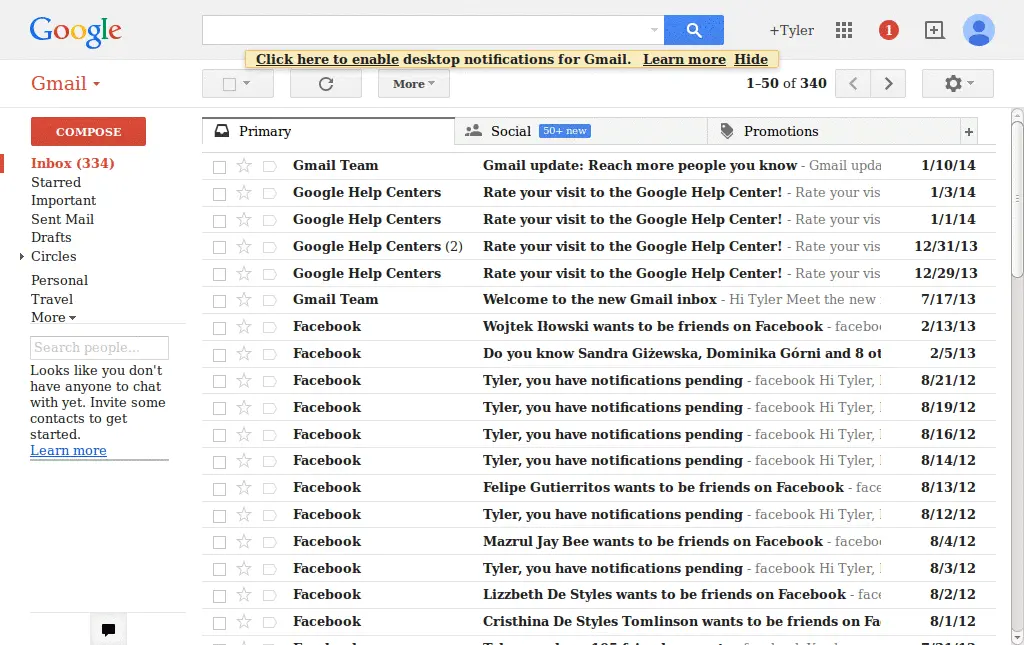 Google
+Tyler
1
Click here to enable desktop notifications for Gmail. Learn more Hide
Gmail
More
1–50 of 340
COMPOSE
Inbox (334)
Starred
Important
Sent Mail
Drafts
Circles
Personal
Travel
More
Search people...
Looks like you don't
have anyone to chat
with yet. Invite some
contacts to get
started.
Learn more
Primary
Social 50+ new
Promotions
Gmail Team Gmail update: Reach more people you know - Gmail upda 1/10/14
Google Help Centers Rate your visit to the Google Help Center! - Rate your vis 1/3/14
Google Help Centers Rate your visit to the Google Help Center! - Rate your vis 1/1/14
Google Help Centers (2) Rate your visit to the Google Help Center! - Rate your vis 12/31/13
Google Help Centers Rate your visit to the Google Help Center! - Rate your vis 12/29/13
Gmail Team Welcome to the new Gmail inbox - Hi Tyler Meet the new 7/17/13
Facebook Wojtek Iłowski wants to be friends on Facebook - facebo 2/13/13
Facebook Do you know Sandra Giżewska, Dominika Górni and 8 ot 2/5/13
Facebook Tyler, you have notifications pending - facebook Hi Tyler, 8/21/12
Facebook Tyler, you have notifications pending - facebook Hi Tyler, 8/19/12
Facebook Tyler, you have notifications pending - facebook Hi Tyler, 8/16/12
Facebook Tyler, you have notifications pending - facebook Hi Tyler, 8/14/12
Facebook Felipe Gutierritos wants to be friends on Facebook - face 8/13/12
Facebook Tyler, you have notifications pending - facebook Hi Tyler, 8/12/12
Facebook Mazrul Jay Bee wants to be friends on Facebook - facebo 8/4/12
Facebook Tyler, you have notifications pending - facebook Hi Tyler, 8/3/12
Facebook Lizzbeth De Styles wants to be friends on Facebook - face 8/2/12
Facebook Cristhina De Styles Tomlinson wants to be friends on Fa 8/1/12